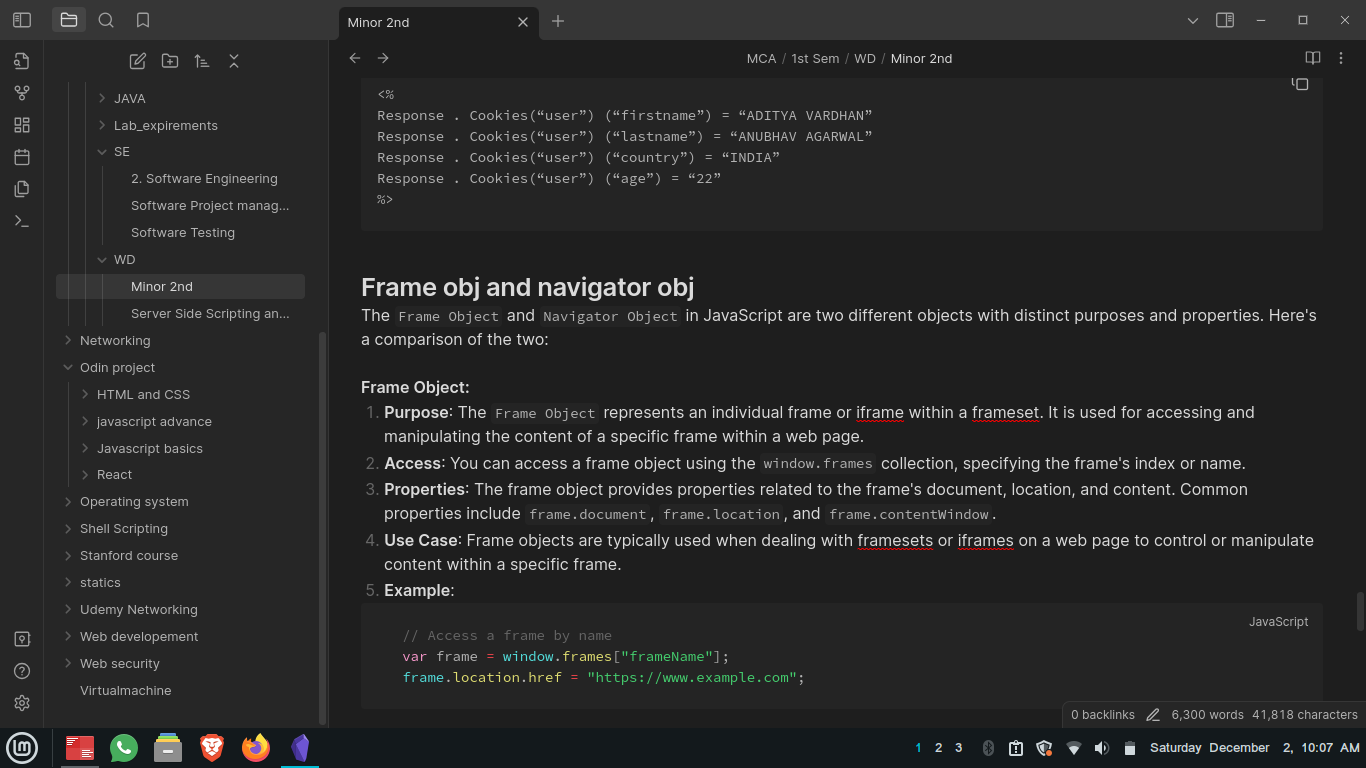 Minor 2nd
MCA / 1st Sem / WD / Minor 2nd
JAVA
Lab_expirements
SE
2. Software Engineering
Software Project manag...
Software Testing
WD
Minor 2nd
Server Side Scripting an...
Networking
Odin project
HTML and CSS
javascript advance
Javascript basics
React
Operating system
Shell Scripting
Stanford course
statics
Udemy Networking
Web developement
Web security
Virtualmachine
<%
Response . Cookies(“user”) (“firstname”) = “ADITYA VARDHAN”
Response . Cookies(“user”) (“lastname”) = “ANUBHAV AGARWAL”
Response . Cookies(“user”) (“country”) = “INDIA”
Response . Cookies(“user”) (“age”) = “22”
%>
Frame obj and navigator obj
The Frame Object and Navigator Object in JavaScript are two different objects with distinct purposes and properties. Here's
a comparison of the two:
Frame Object:
1. Purpose: The Frame Object represents an individual frame or iframe within a frameset. It is used for accessing and
manipulating the content of a specific frame within a web page.
2. Access: You can access a frame object using the window.frames collection, specifying the frame's index or name.
3. Properties: The frame object provides properties related to the frame's document, location, and content. Common
properties include frame.document, frame.location, and frame.contentWindow.
4. Use Case: Frame objects are typically used when dealing with framesets or iframes on a web page to control or manipulate
content within a specific frame.
5. Example:
JavaScript
// Access a frame by name
var frame = window.frames["frameName"];
frame.location.href = "https://www.example.com";
0 backlinks 6,300 words 41,818 characters
1 2 3 Saturday December 2, 10:07 AM